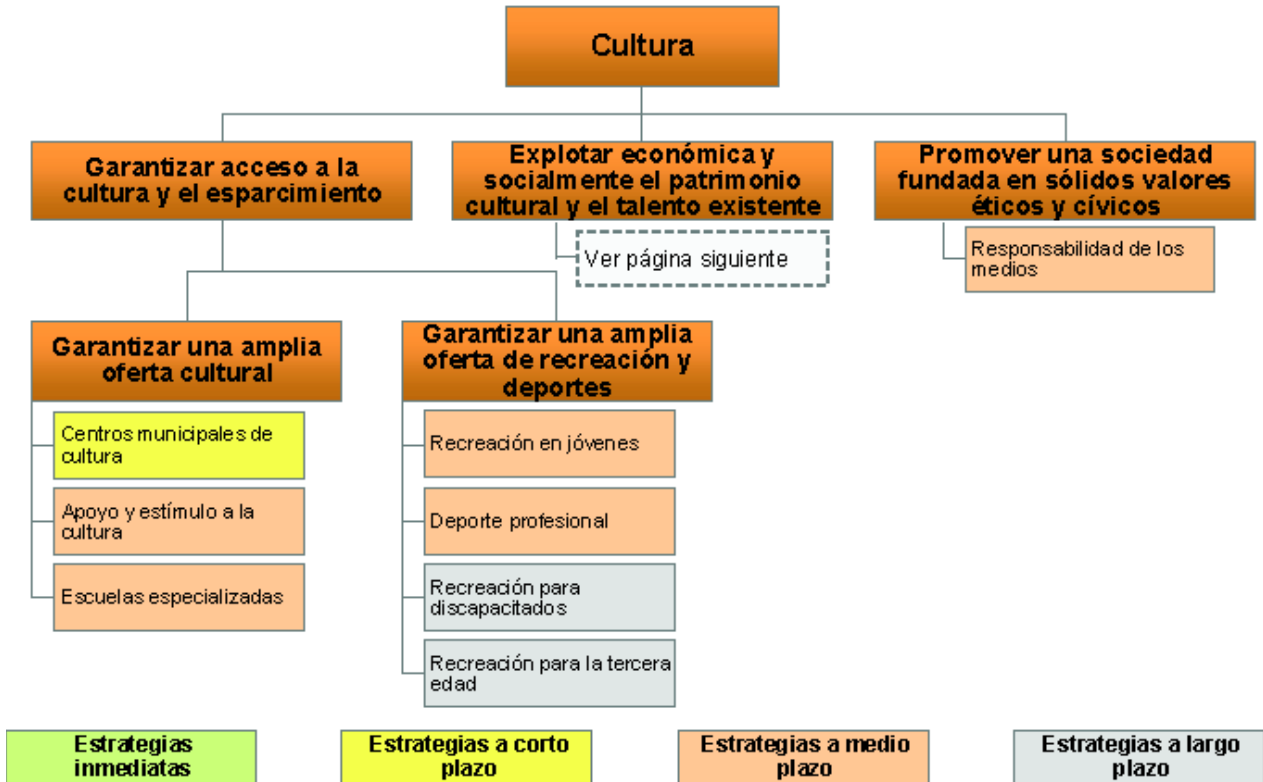 Cultura
Garantizar acceso a la
cultura y el esparcimiento
Explotar económica y
socialmente el patrimonio
cultural y el talento existente
Promover una sociedad
fundada en sólidos valores
éticos y cívicos
Ver página siguiente
Responsabilidad de los
medios
Garantizar una amplia
oferta cultural
Garantizar una amplia
oferta de recreación y
deportes
Centros municipales de
cultura
Apoyo y estímulo a la
cultura
Escuelas especializadas
Recreación en jóvenes
Deporte profesional
Recreación para
discapacitados
Recreación para la tercera
edad
Estrategias
inmediatas
Estrategias a corto
plazo
Estrategias a medio
plazo
Estrategias a largo
plazo